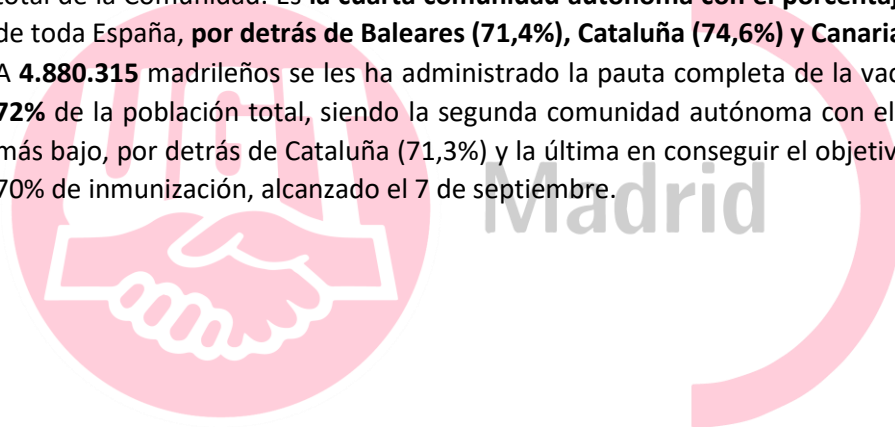 total de la Comunidad. Es la cuarta comunidad autónoma con el porcentaj
de toda España, por detrás de Baleares (71,4%), Cataluña (74,6%) y Canaria
A 4.880.315 madrileños se les ha administrado la pauta completa de la vac
72% de la población total, siendo la segunda comunidad autónoma con el
más bajo, por detrás de Cataluña (71,3%) y la última en conseguir el objetiv
70% de inmunización, alcanzado el 7 de septiembre.
UGT
Madrid